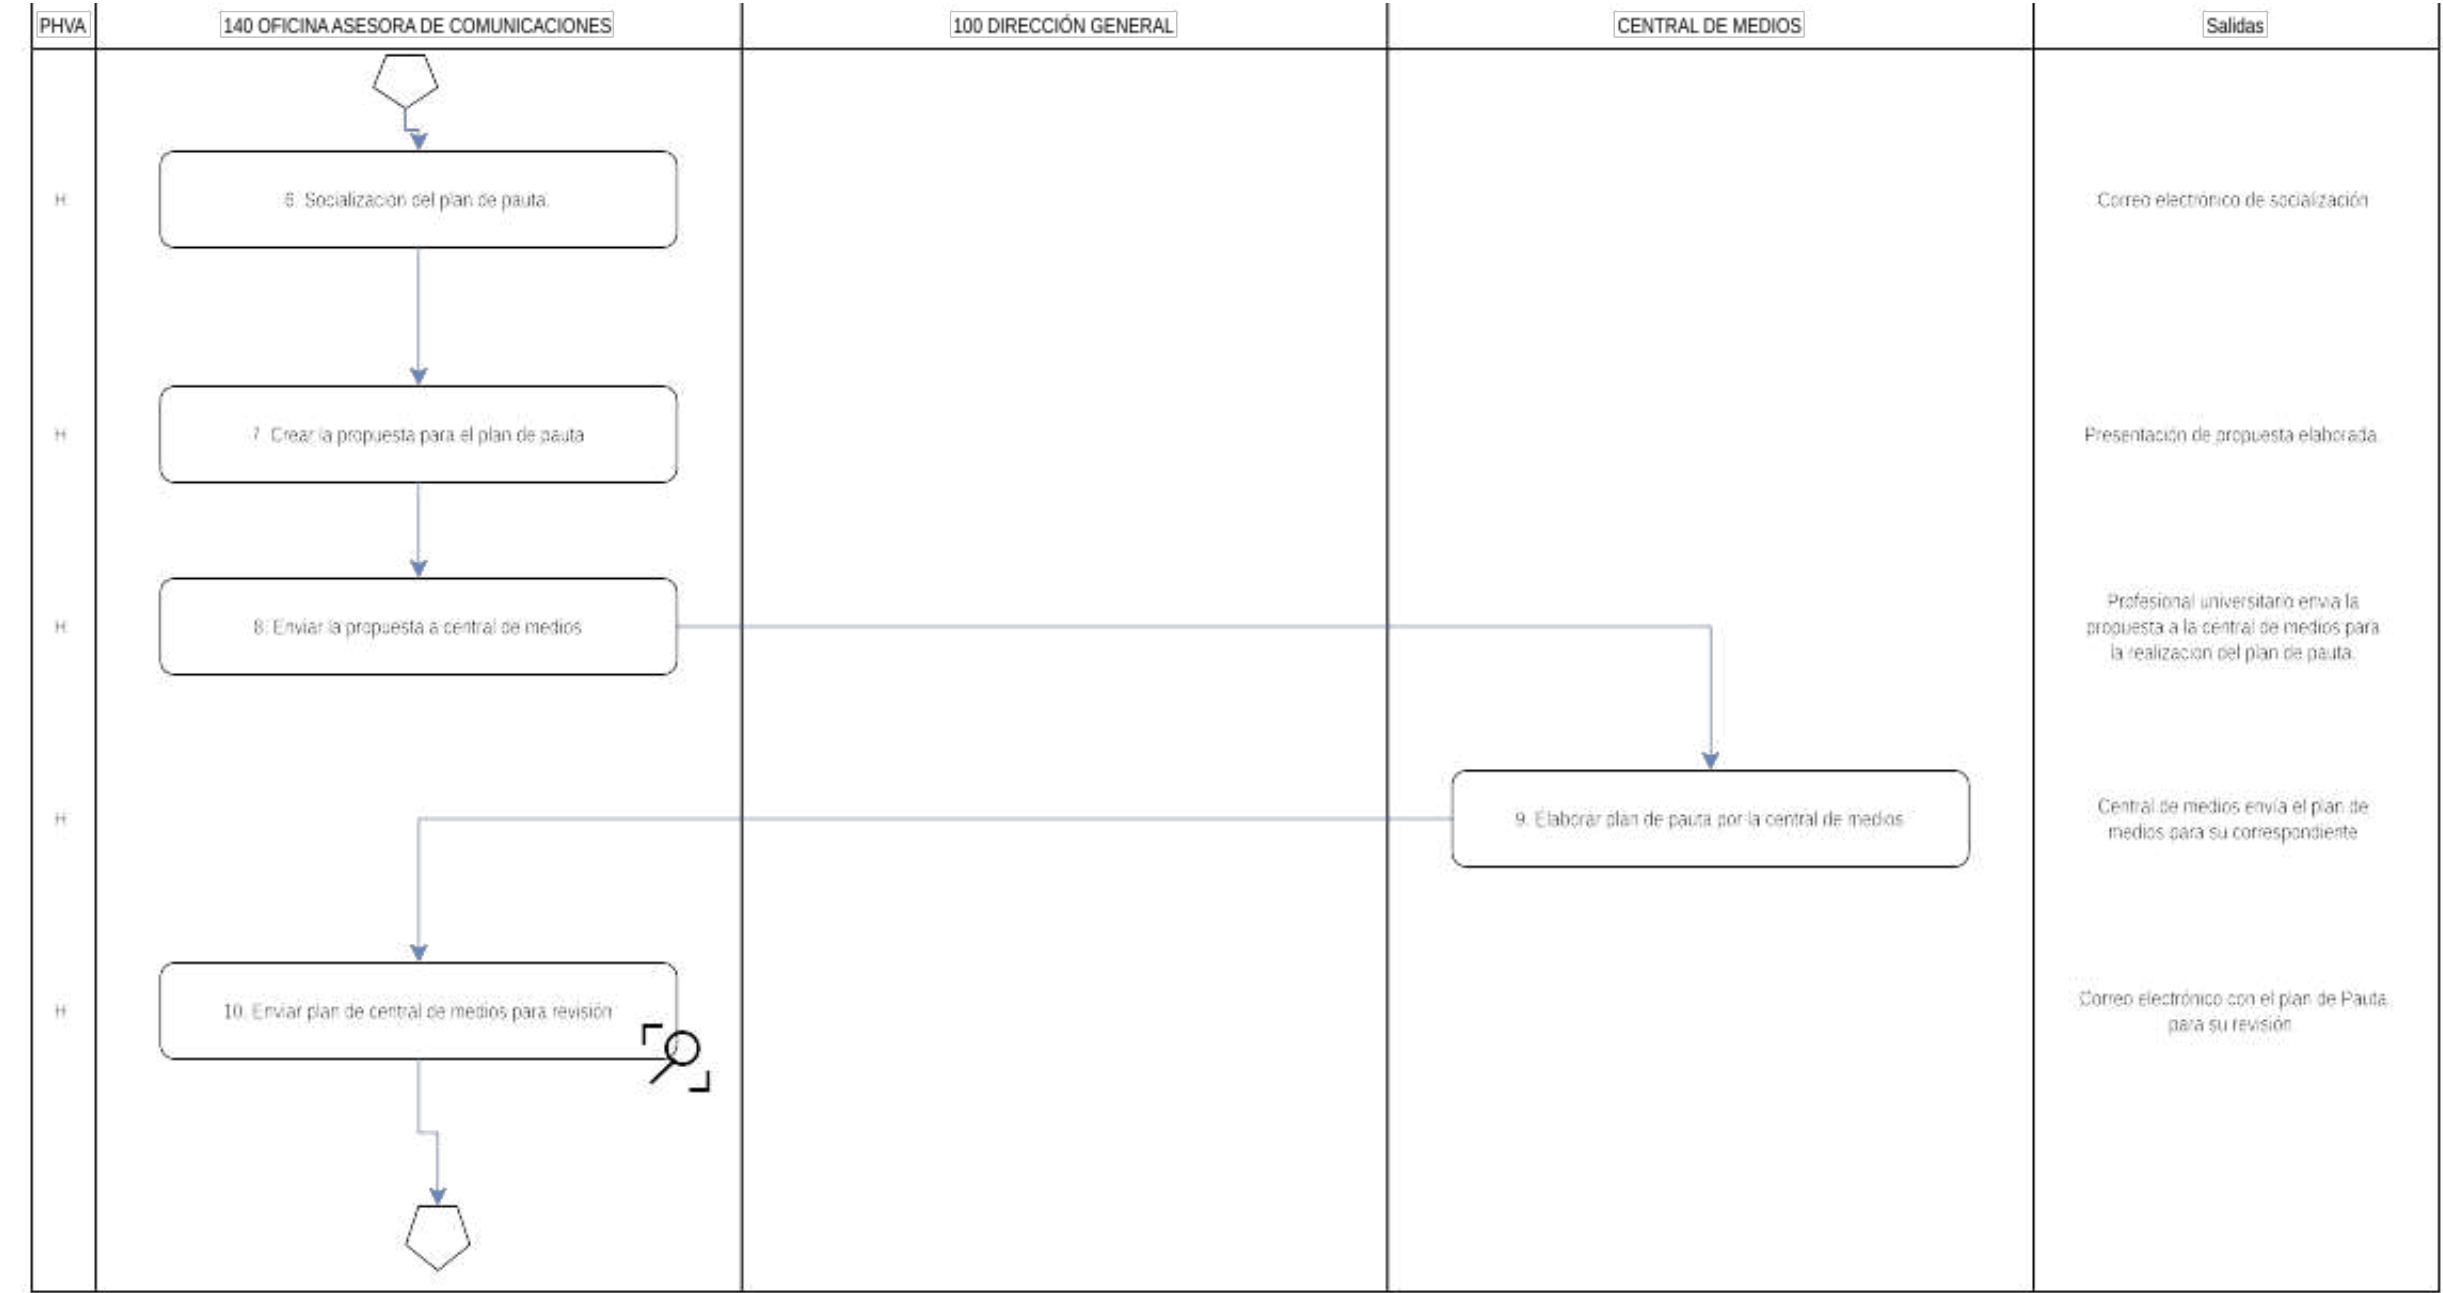 PHVA
140 OFICINA ASESORA DE COMUNICACIONES
100 DIRECCIÓN GENERAL
CENTRAL DE MEDIOS
Salidas
H
6. Socialización del plan de pauta.
Correo electrónico de socialización
H
7. Crear la propuesta para el plan de pauta
Presentación de propuesta elaborada.
H
8. Enviar la propuesta a central de medios
Profesional universitario envia la
propuesta a la central de medios para
la realización del plan de pauta.
H
9. Elaborar plan de pauta por la central de medios
Central de medios envía el plan de
medios para su correspondiente
H
10. Enviar plan de central de medios para revisión
Correo electrónico con el plan de Pauta
para su revisión